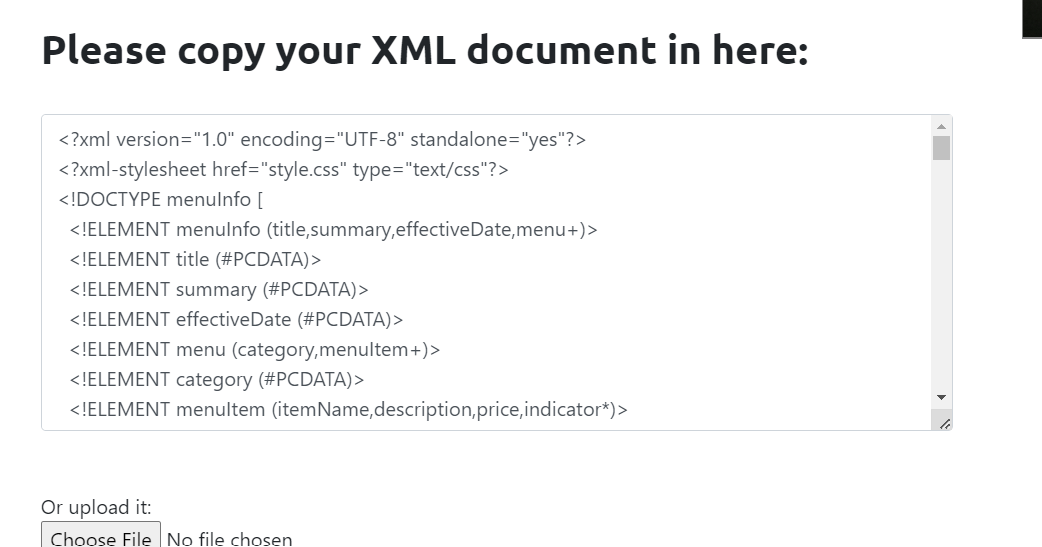 Please copy your XML document in here:
<?xml version="1.0" encoding="UTF-8" standalone="yes"?>
<?xml-stylesheet href="style.css" type="text/css"?>
<!DOCTYPE menuInfo [
<!ELEMENT menuInfo (title,summary,effectiveDate,menu+)>
<!ELEMENT title (#PCDATA)>
<!ELEMENT summary (#PCDATA)>
<!ELEMENT effectiveDate (#PCDATA)>
<!ELEMENT menu (category,menuItem+)>
<!ELEMENT category (#PCDATA)>
<!ELEMENT menuItem (itemName,description,price,indicator*)>
Or upload it:
Choose File No file chosen